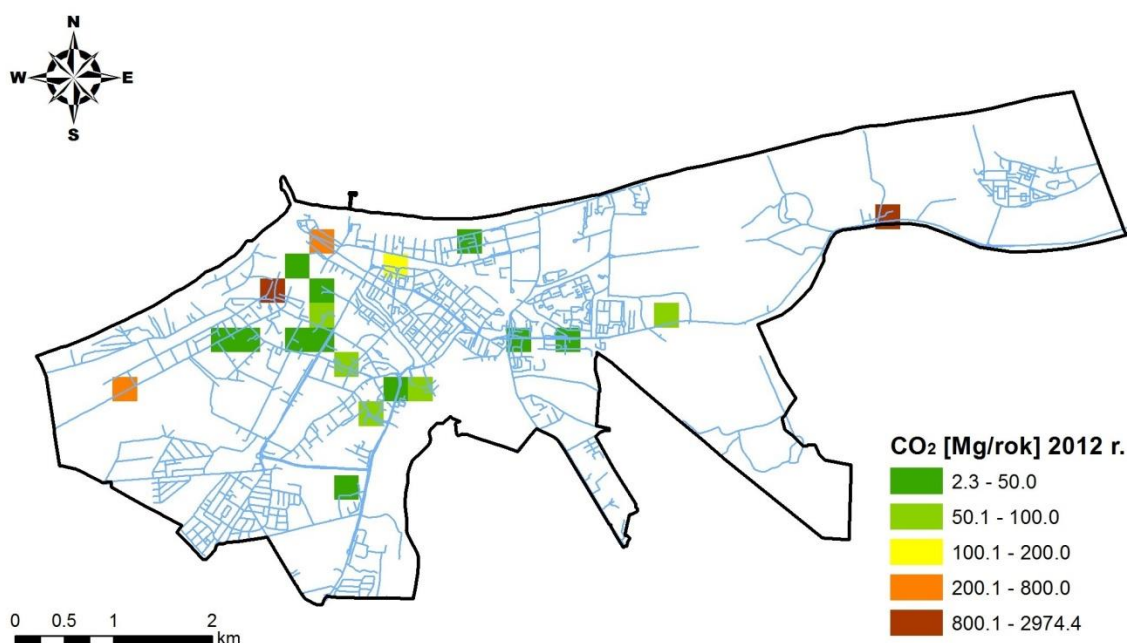 N
W E
S
CO₂ [Mg/rok] 2012 r.
2.3 - 50.0
50.1 - 100.0
100.1 - 200.0
200.1 - 800.0
800.1 - 2974.4
0 0.5 1 2
km